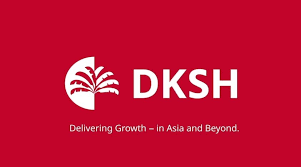 DKSH
Delivering Growth – in Asia and Beyond.